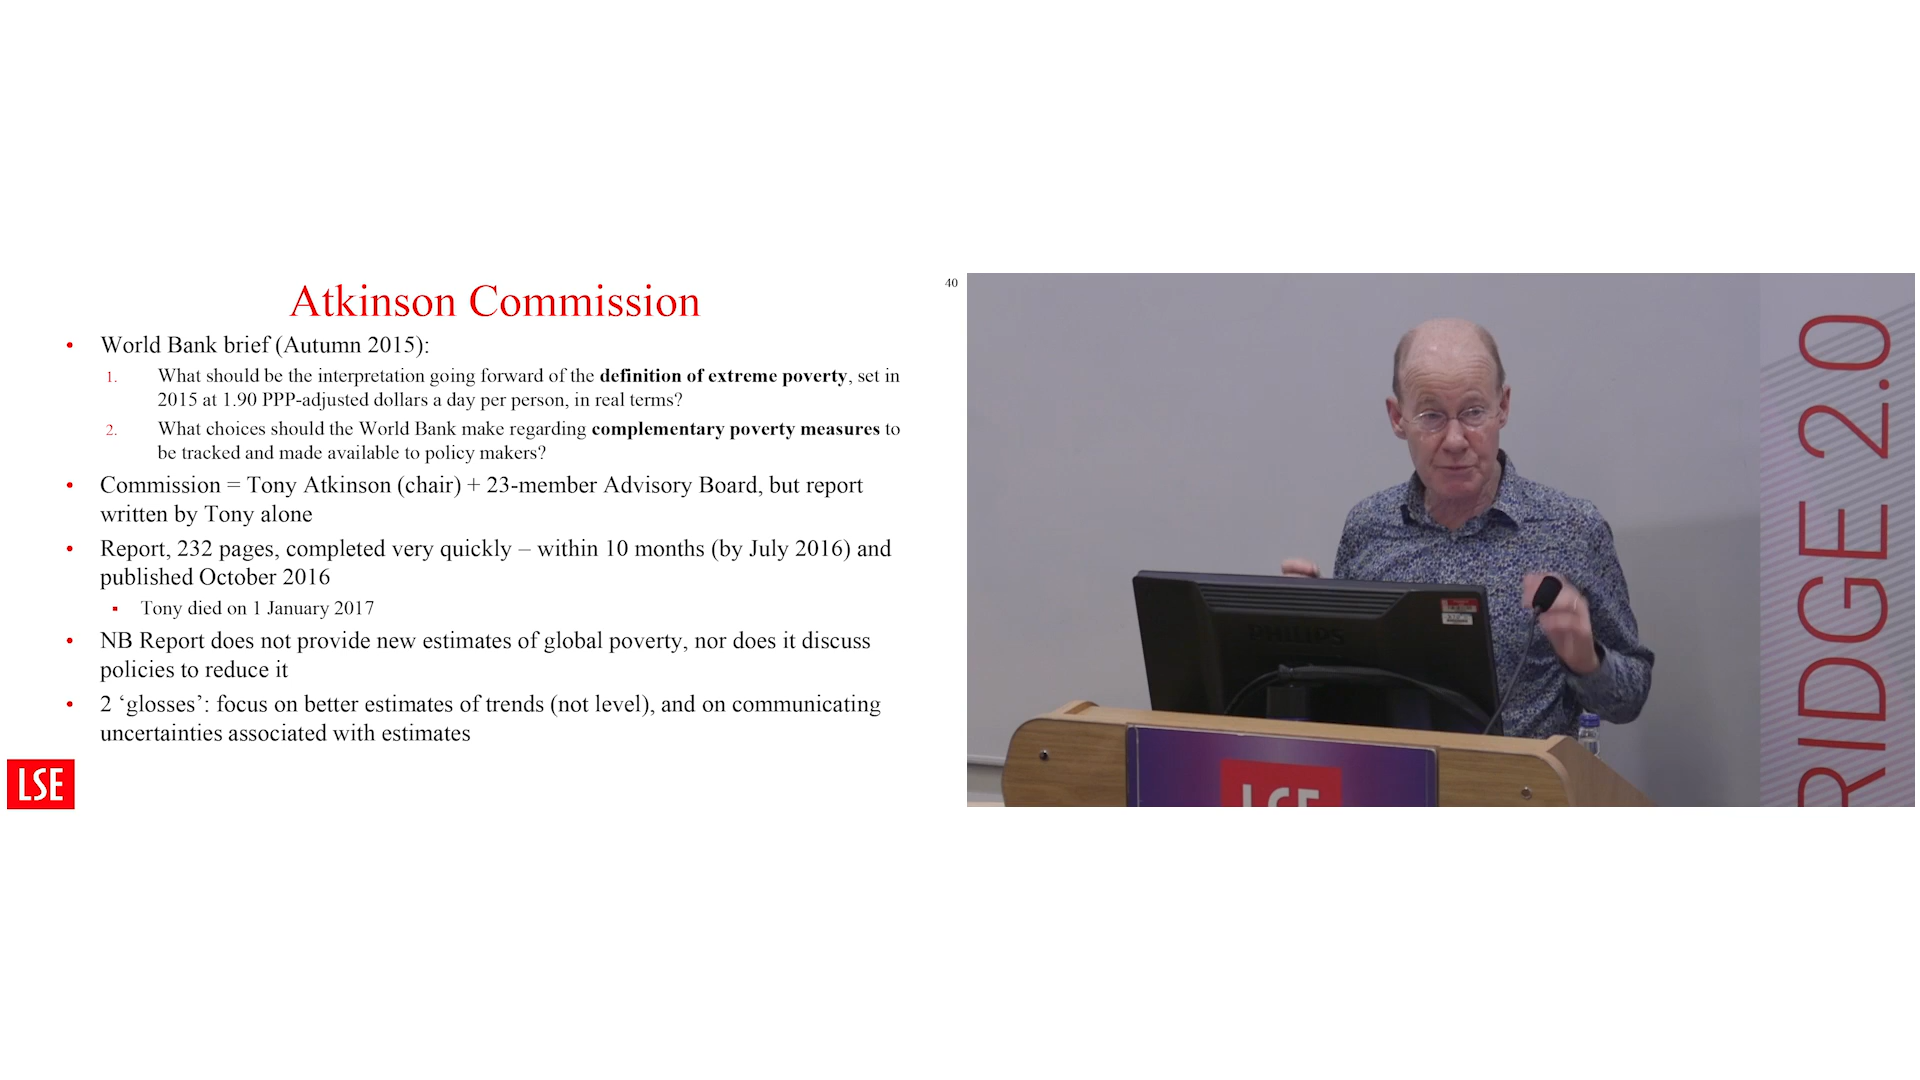 Atkinson Commission
40
• World Bank brief (Autumn 2015):
1. What should be the interpretation going forward of the definition of extreme poverty, set in
2015 at 1.90 PPP-adjusted dollars a day per person, in real terms?
2. What choices should the World Bank make regarding complementary poverty measures to
be tracked and made available to policy makers?
• Commission = Tony Atkinson (chair) + 23-member Advisory Board, but report
written by Tony alone
• Report, 232 pages, completed very quickly – within 10 months (by July 2016) and
published October 2016
▪ Tony died on 1 January 2017
• NB Report does not provide new estimates of global poverty, nor does it discuss
policies to reduce it
• 2 ‘glosses’: focus on better estimates of trends (not level), and on communicating
uncertainties associated with estimates
LSE
PHILIPS
LSE
RIDGE 2.0